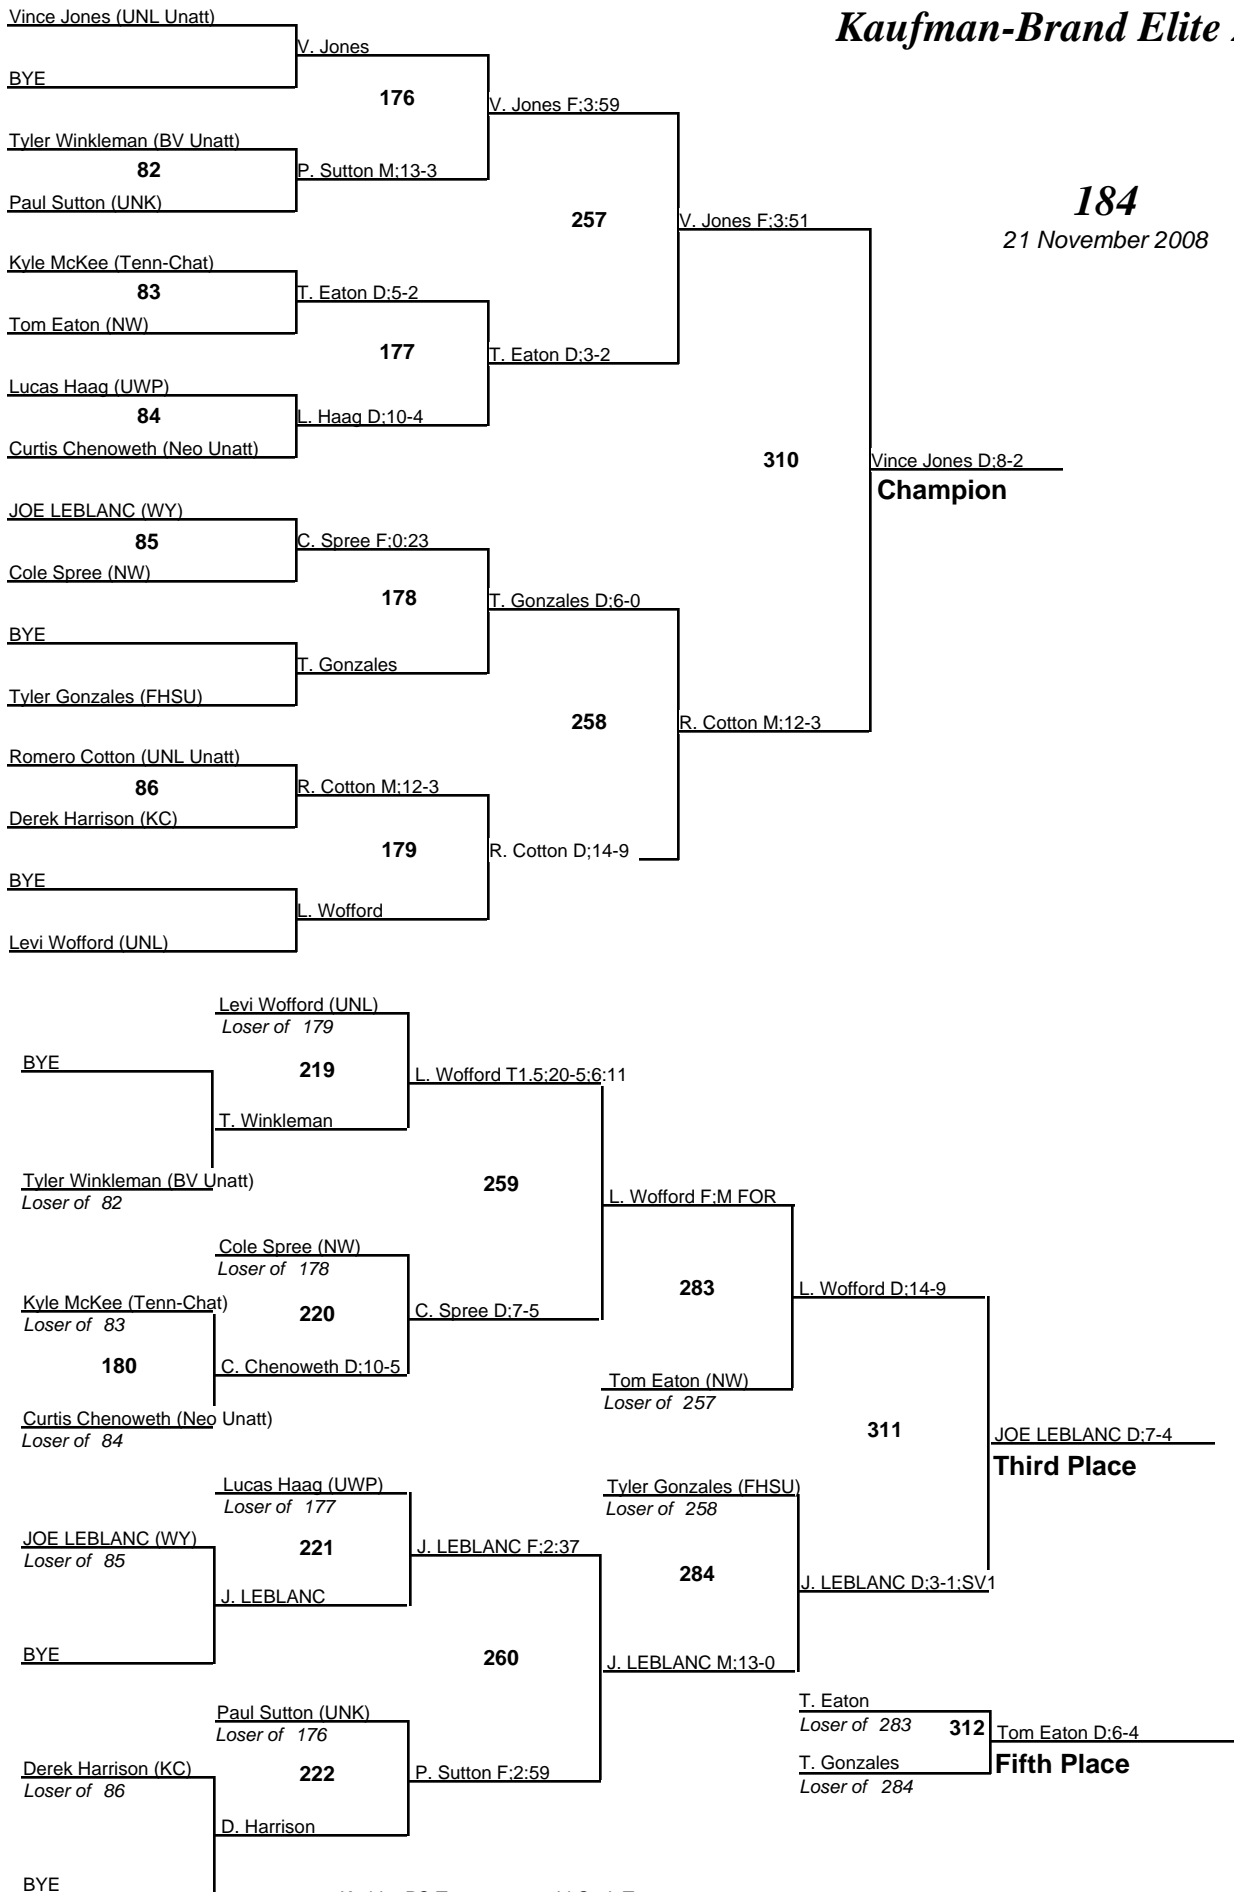 Kaufman-Brand Elite
184
21 November 2008
Vince Jones (UNL Unatt)
V. Jones
BYE
176
V. Jones F;3:59
Tyler Winkleman (BV Unatt)
82
P. Sutton M;13-3
Paul Sutton (UNK)
257
V. Jones F;3:51
Kyle McKee (Tenn-Chat)
83
T. Eaton D;5-2
Tom Eaton (NW)
177
T. Eaton D;3-2
Lucas Haag (UWP)
84
L. Haag D;10-4
Curtis Chenoweth (Neo Unatt)
310
Vince Jones D;8-2
Champion
JOE LEBLANC (WY)
85
C. Spree F;0:23
Cole Spree (NW)
178
T. Gonzales D;6-0
BYE
T. Gonzales
Tyler Gonzales (FHSU)
258
R. Cotton M;12-3
Romero Cotton (UNL Unatt)
86
R. Cotton M;12-3
Derek Harrison (KC)
179
R. Cotton D;14-9
BYE
L. Wofford
Levi Wofford (UNL)
Levi Wofford (UNL)
Loser of 179
BYE
219
L. Wofford T1.5;20-5;6:11
T. Winkleman
Tyler Winkleman (BV Unatt)
Loser of 82
259
L. Wofford F;M FOR
Cole Spree (NW)
Loser of 178
283
L. Wofford D;14-9
Kyle McKee (Tenn-Chat)
Loser of 83
220
C. Spree D;7-5
180
C. Chenoweth D;10-5
Tom Eaton (NW)
Loser of 257
Curtis Chenoweth (Neo Unatt)
Loser of 84
311
JOE LEBLANC D;7-4
Third Place
Lucas Haag (UWP)
Loser of 177
Tyler Gonzales (FHSU)
Loser of 258
JOE LEBLANC (WY)
Loser of 85
221
J. LEBLANC F;2:37
284
J. LEBLANC D;3-1;SV1
J. LEBLANC
BYE
260
J. LEBLANC M;13-0
Paul Sutton (UNK)
Loser of 176
T. Eaton
Loser of 283
312
Tom Eaton D;6-4
Fifth Place
T. Gonzales
Loser of 284
Derek Harrison (KC)
Loser of 86
222
P. Sutton F;2:59
D. Harrison
BYE